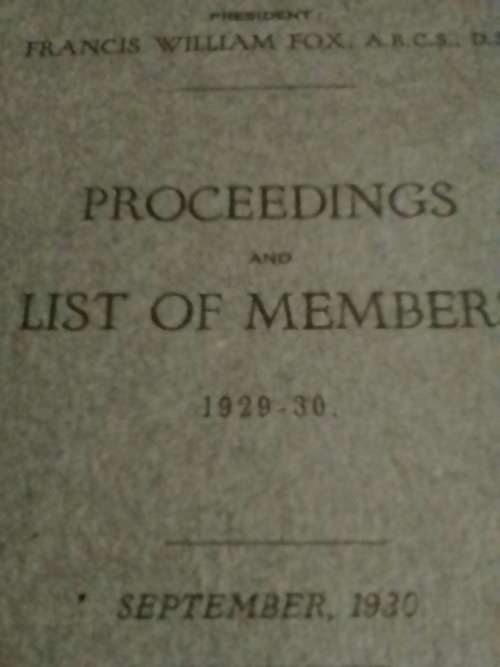 PRESIDENT:
FRANCIS WILLIAM FOX, A.R.C.S., D.S
PROCEEDINGS
AND
LIST OF MEMBER
1929-30.
SEPTEMBER, 1930